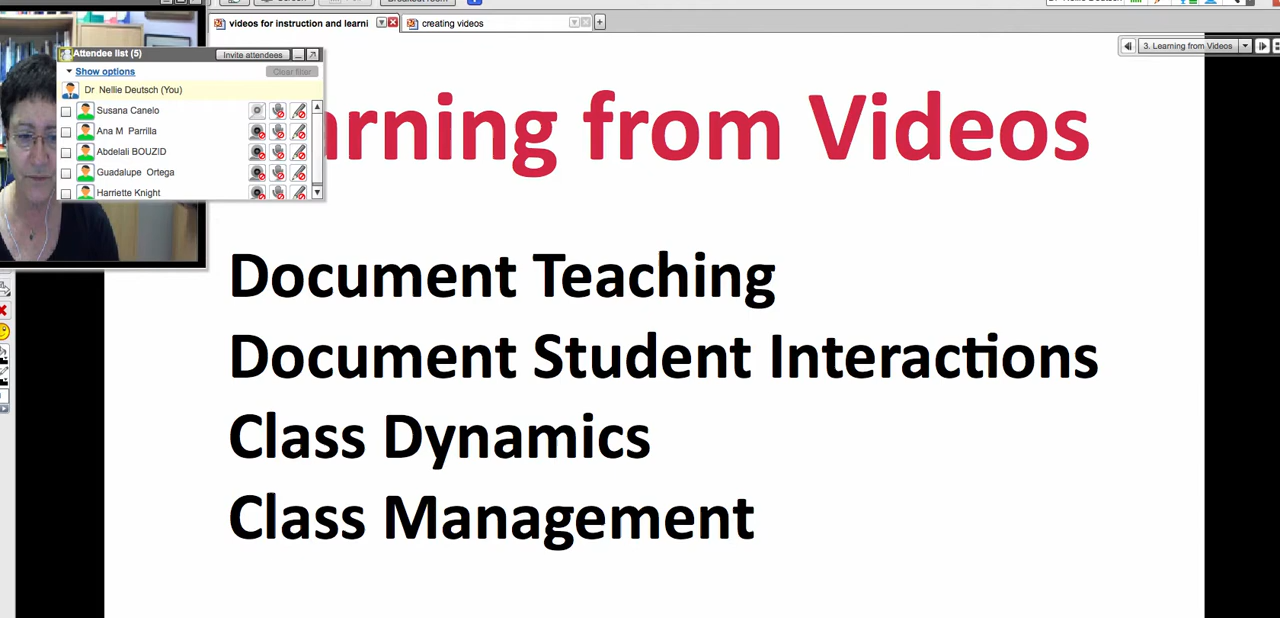 videos for instruction and learni
creating videos
Attendee list (5)
Invite attendees
Show options
Clear filter
Dr Nellie Deutsch (You)
Susana Canelo
Ana M Parrilla
Abdelali BOUZID
Guadalupe Ortega
Harriette Knight
3. Learning from Videos
arning from Videos
Document Teaching
Document Student Interactions
Class Dynamics
Class Management